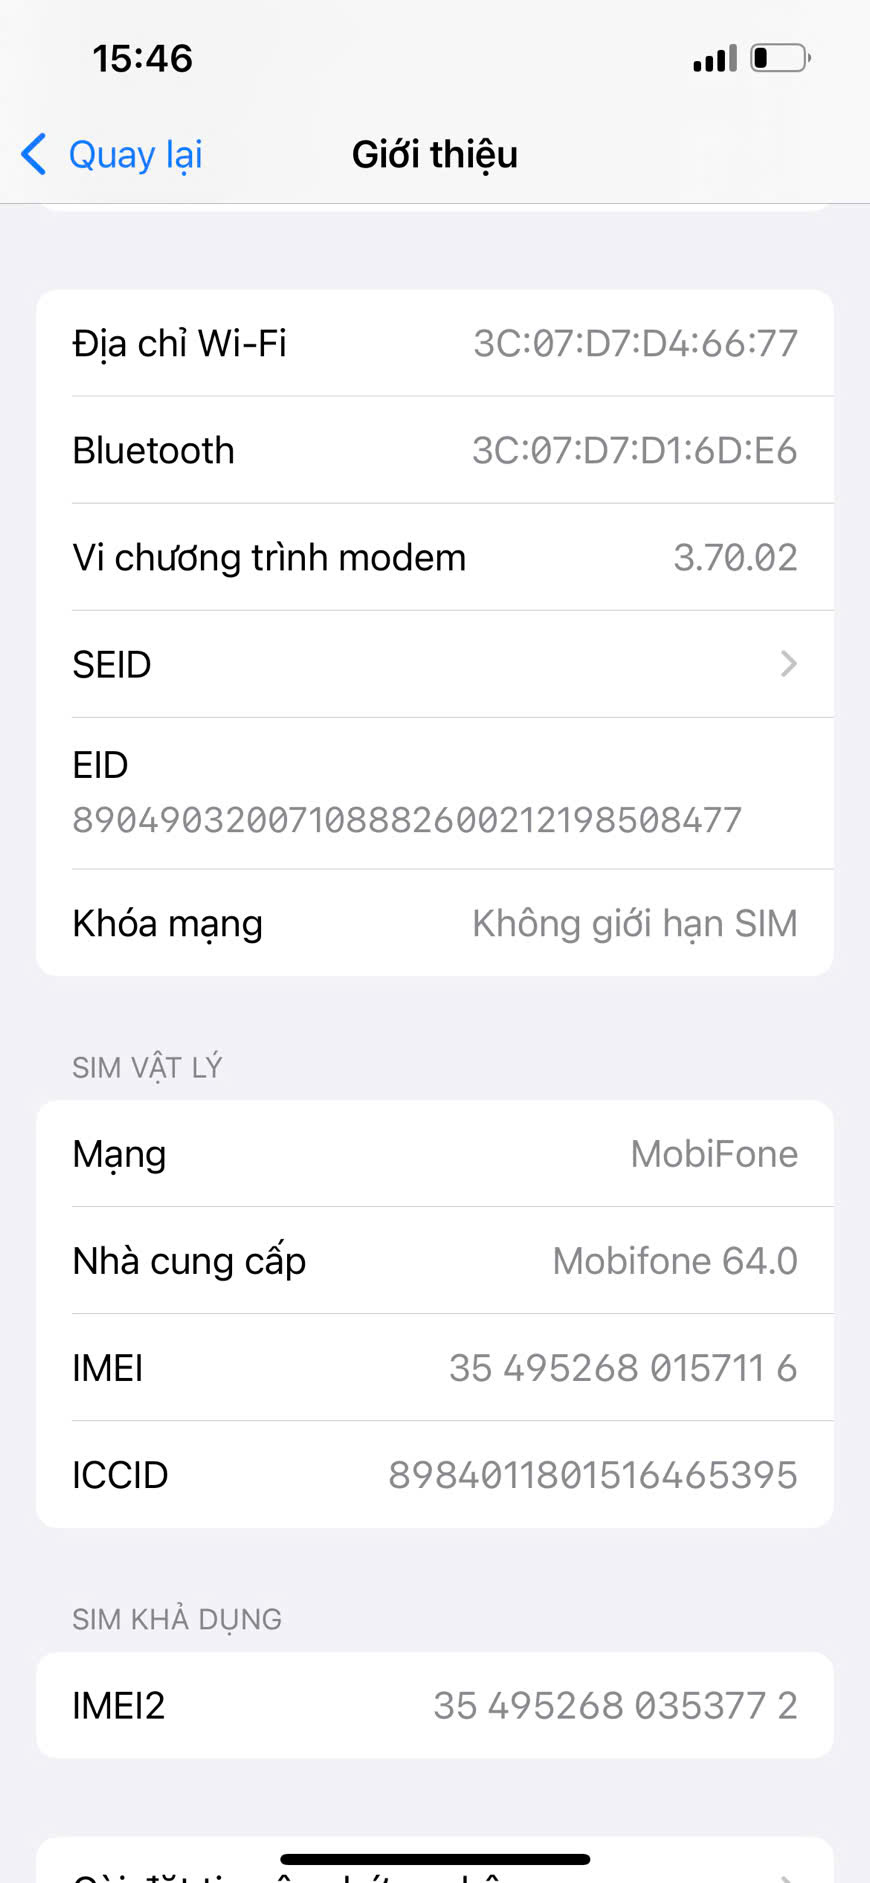 15:46
Quay lại
Giới thiệu
Địa chỉ Wi-Fi 3C:07:D7:D4:66:77
Bluetooth 3C:07:D7:D1:6D:E6
Vi chương trình modem 3.70.02
SEID
EID
89049032007108882600212198508477
Khóa mạng Không giới hạn SIM
SIM VẬT LÝ
Mạng MobiFone
Nhà cung cấp Mobifone 64.0
IMEI 35 495268 015711 6
ICCID 8984011801516465395
SIM KHẢ DỤNG
IMEI2 35 495268 035377 2